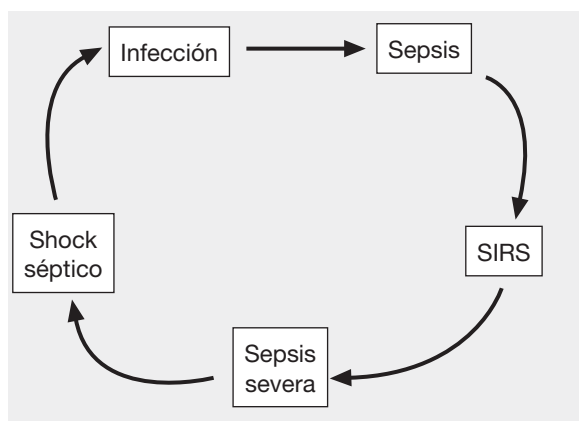 Infección
Sepsis
SIRS
Sepsis
severa
Shock
séptico